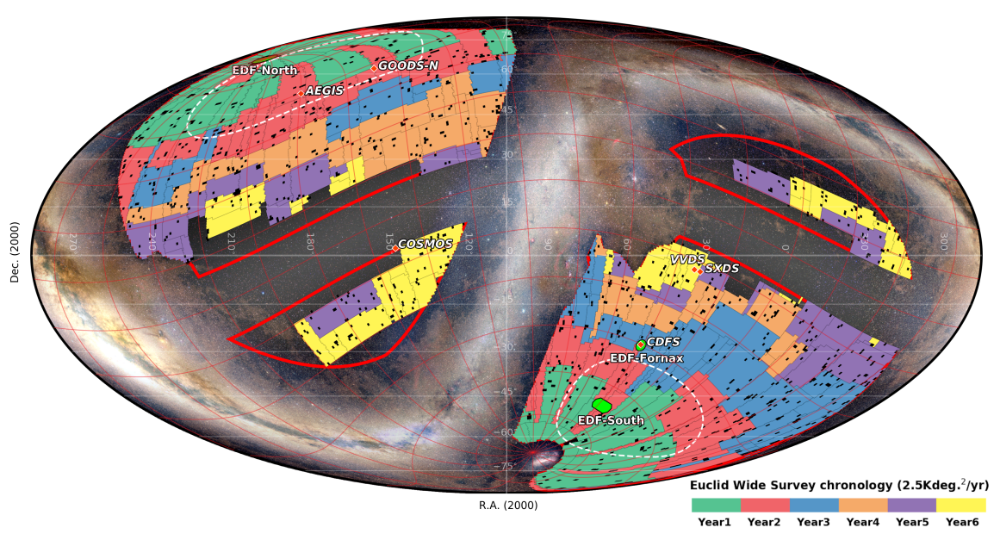 EDF-North
GOODS-N
AEGIS
60°
45°
30°
15°
0°
270
240
210
180
150
120°
90
60
30
0
330
300
COSMOS
VVDS
SXDS
-15°
-30°
CDFS
EDF-Fornax
-45°
EDF-South
-60°
-75°
Dec. (2000)
R.A. (2000)
Euclid Wide Survey chronology (2.5Kdeg.²/yr)
Year1 Year2 Year3 Year4 Year5 Year6